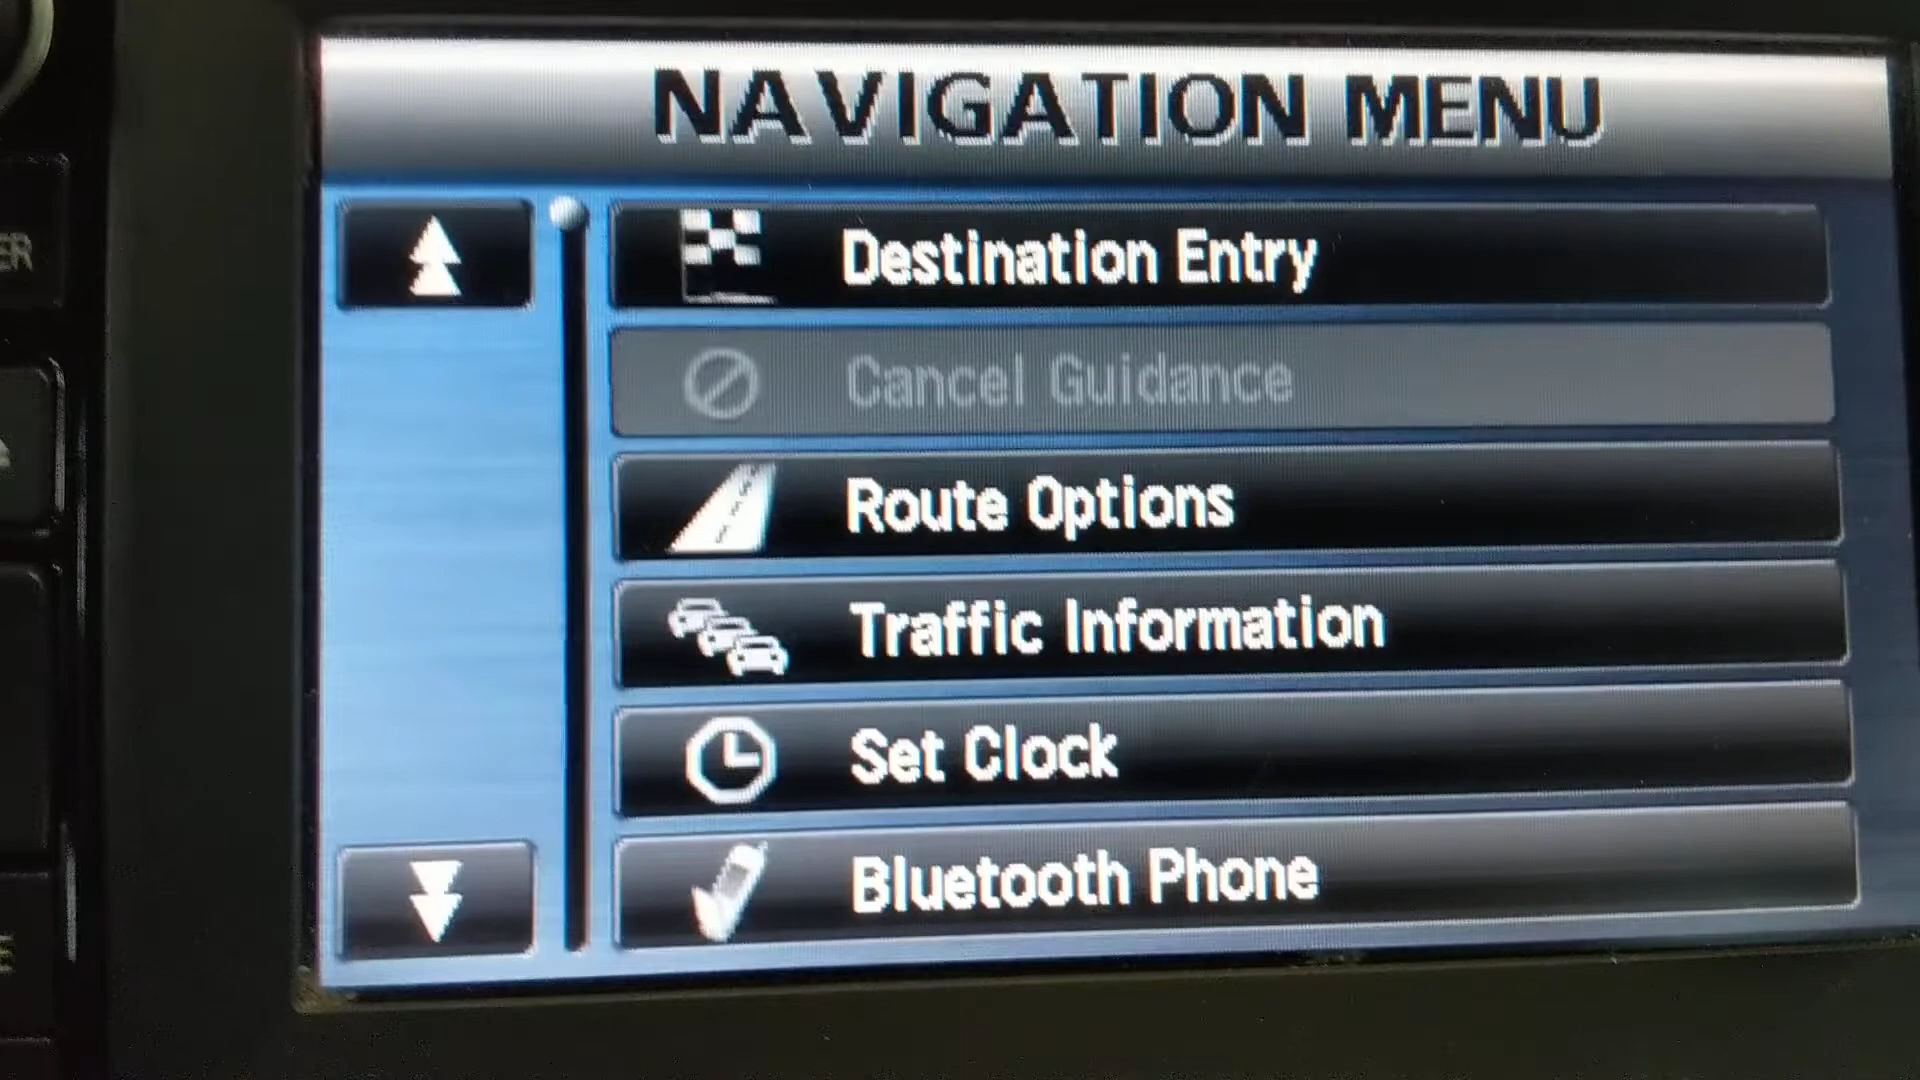 NAVIGATION MENU
Destination Entry
Cancel Guidance
Route Options
Traffic Information
Set Clock
Bluetooth Phone